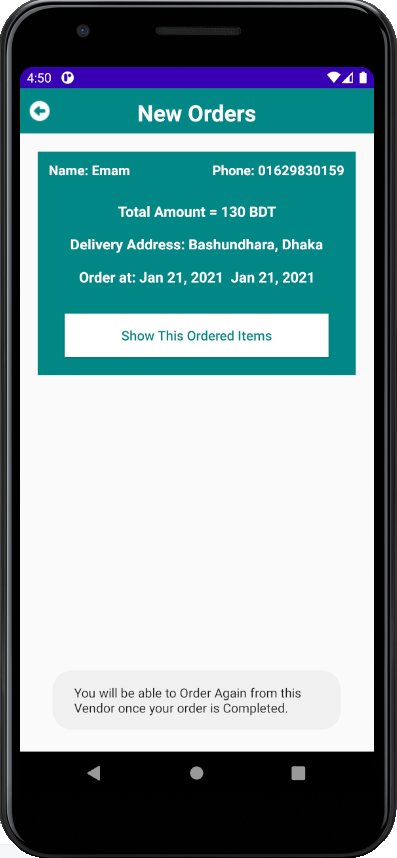 4:50
New Orders
Name: Emam Phone: 01629830159
Total Amount = 130 BDT
Delivery Address: Bashundhara, Dhaka
Order at: Jan 21, 2021  Jan 21, 2021
Show This Ordered Items
You will be able to Order Again from this
Vendor once your order is Completed.